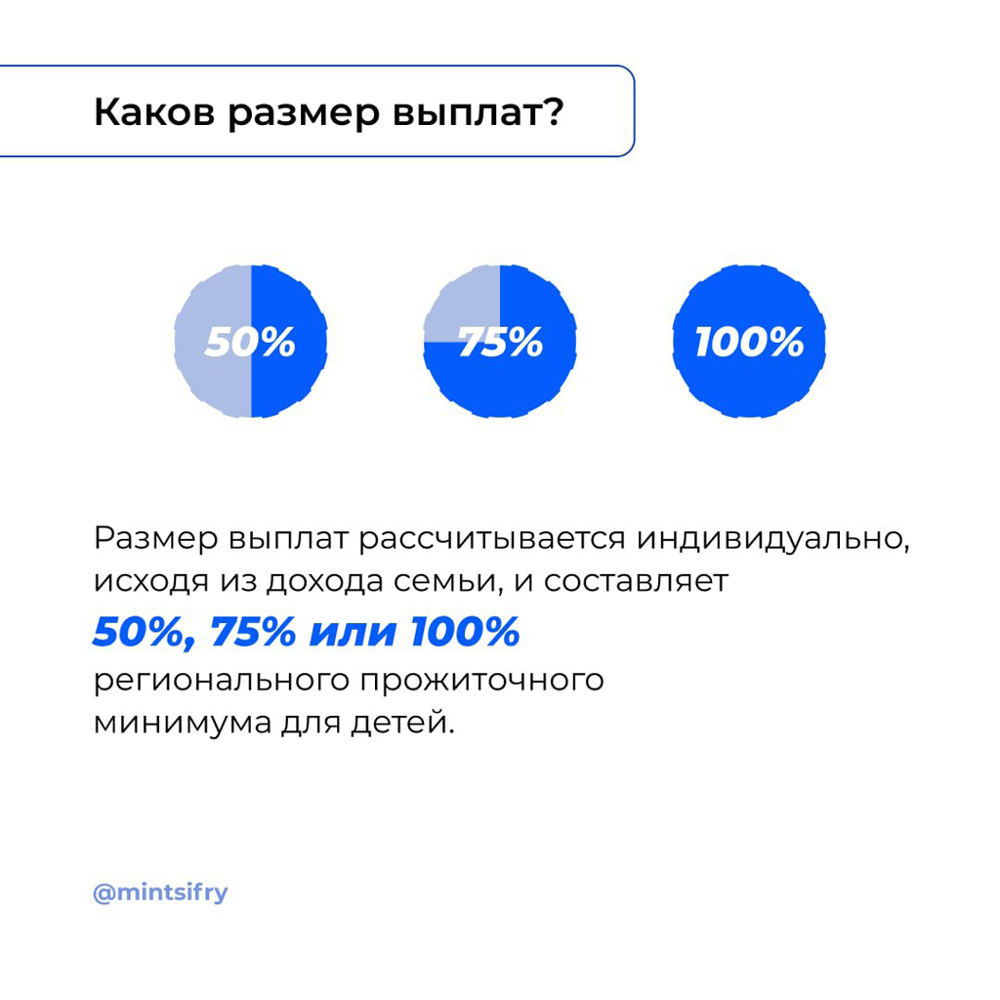 Каков размер выплат?
50%
75%
100%
Размер выплат рассчитывается индивидуально,
исходя из дохода семьи, и составляет
50%, 75% или 100%
регионального прожиточного
минимума для детей.
@mintsifry